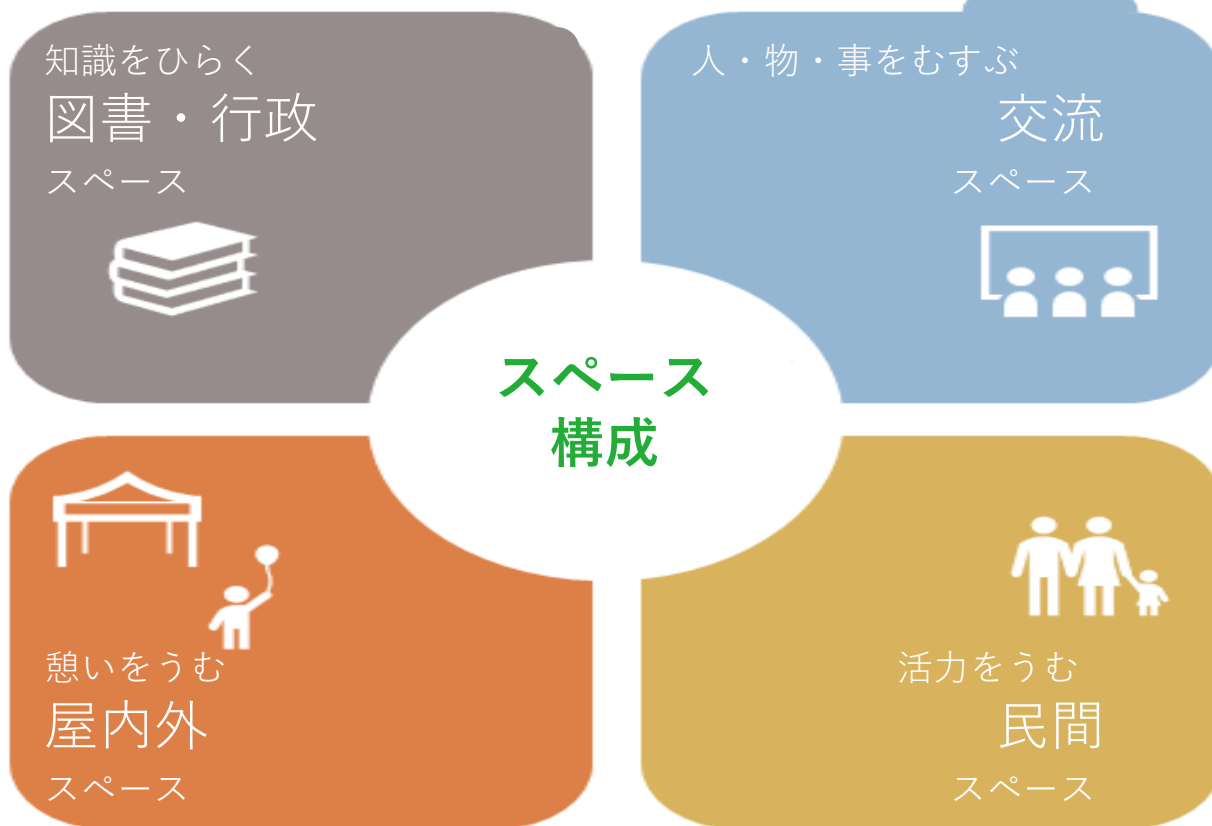 知識をひらく
図書・行政
スペース
人・物・事をむすぶ
交流
スペース
スペース
構成
憩いをうむ
屋内外
スペース
活力をうむ
民間
スペース